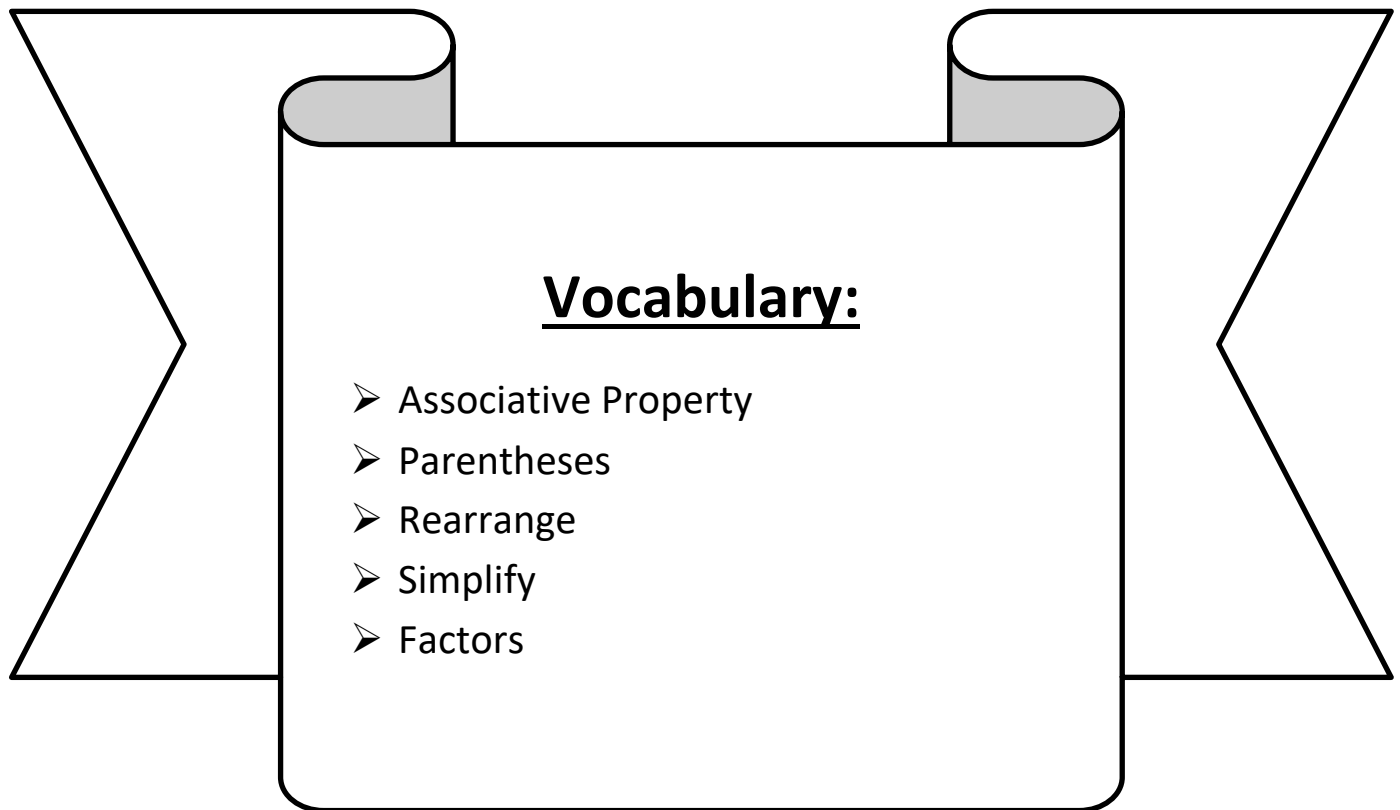 Vocabulary:
➢ Associative Property
➢ Parentheses
➢ Rearrange
➢ Simplify
➢ Factors